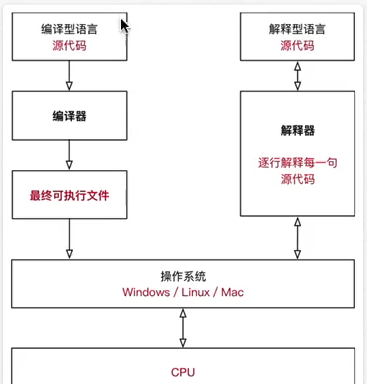 编译型语言
源代码
编译器
最终可执行文件
解释型语言
源代码
解释器
逐行解释每一句
源代码
操作系统
Windows / Linux / Mac
CPU